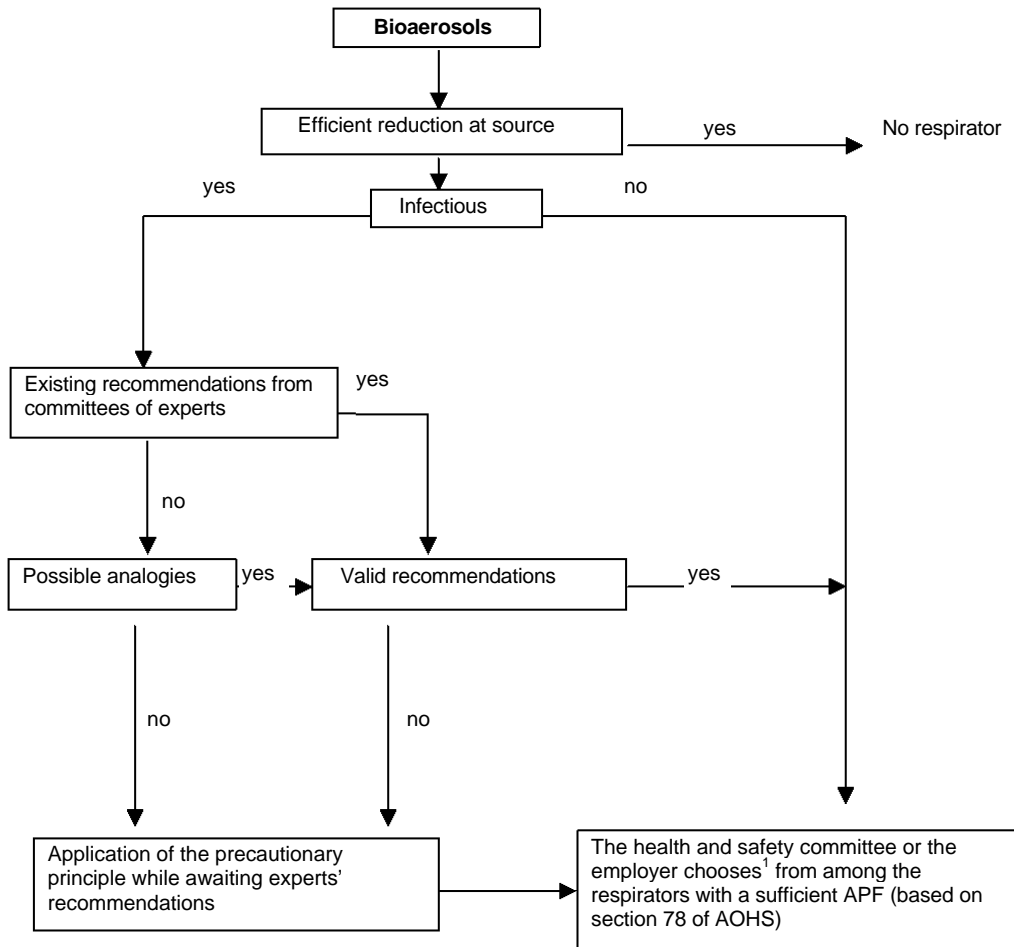 Bioaerosols
Efficient reduction at source
yes
No respirator
yes
no
Infectious
Existing recommendations from
committees of experts
yes
no
Possible analogies
yes
Valid recommendations
yes
no
no
Application of the precautionary
principle while awaiting experts’
recommendations
The health and safety committee or the
employer chooses¹ from among the
respirators with a sufficient APF (based on
section 78 of AOHS)